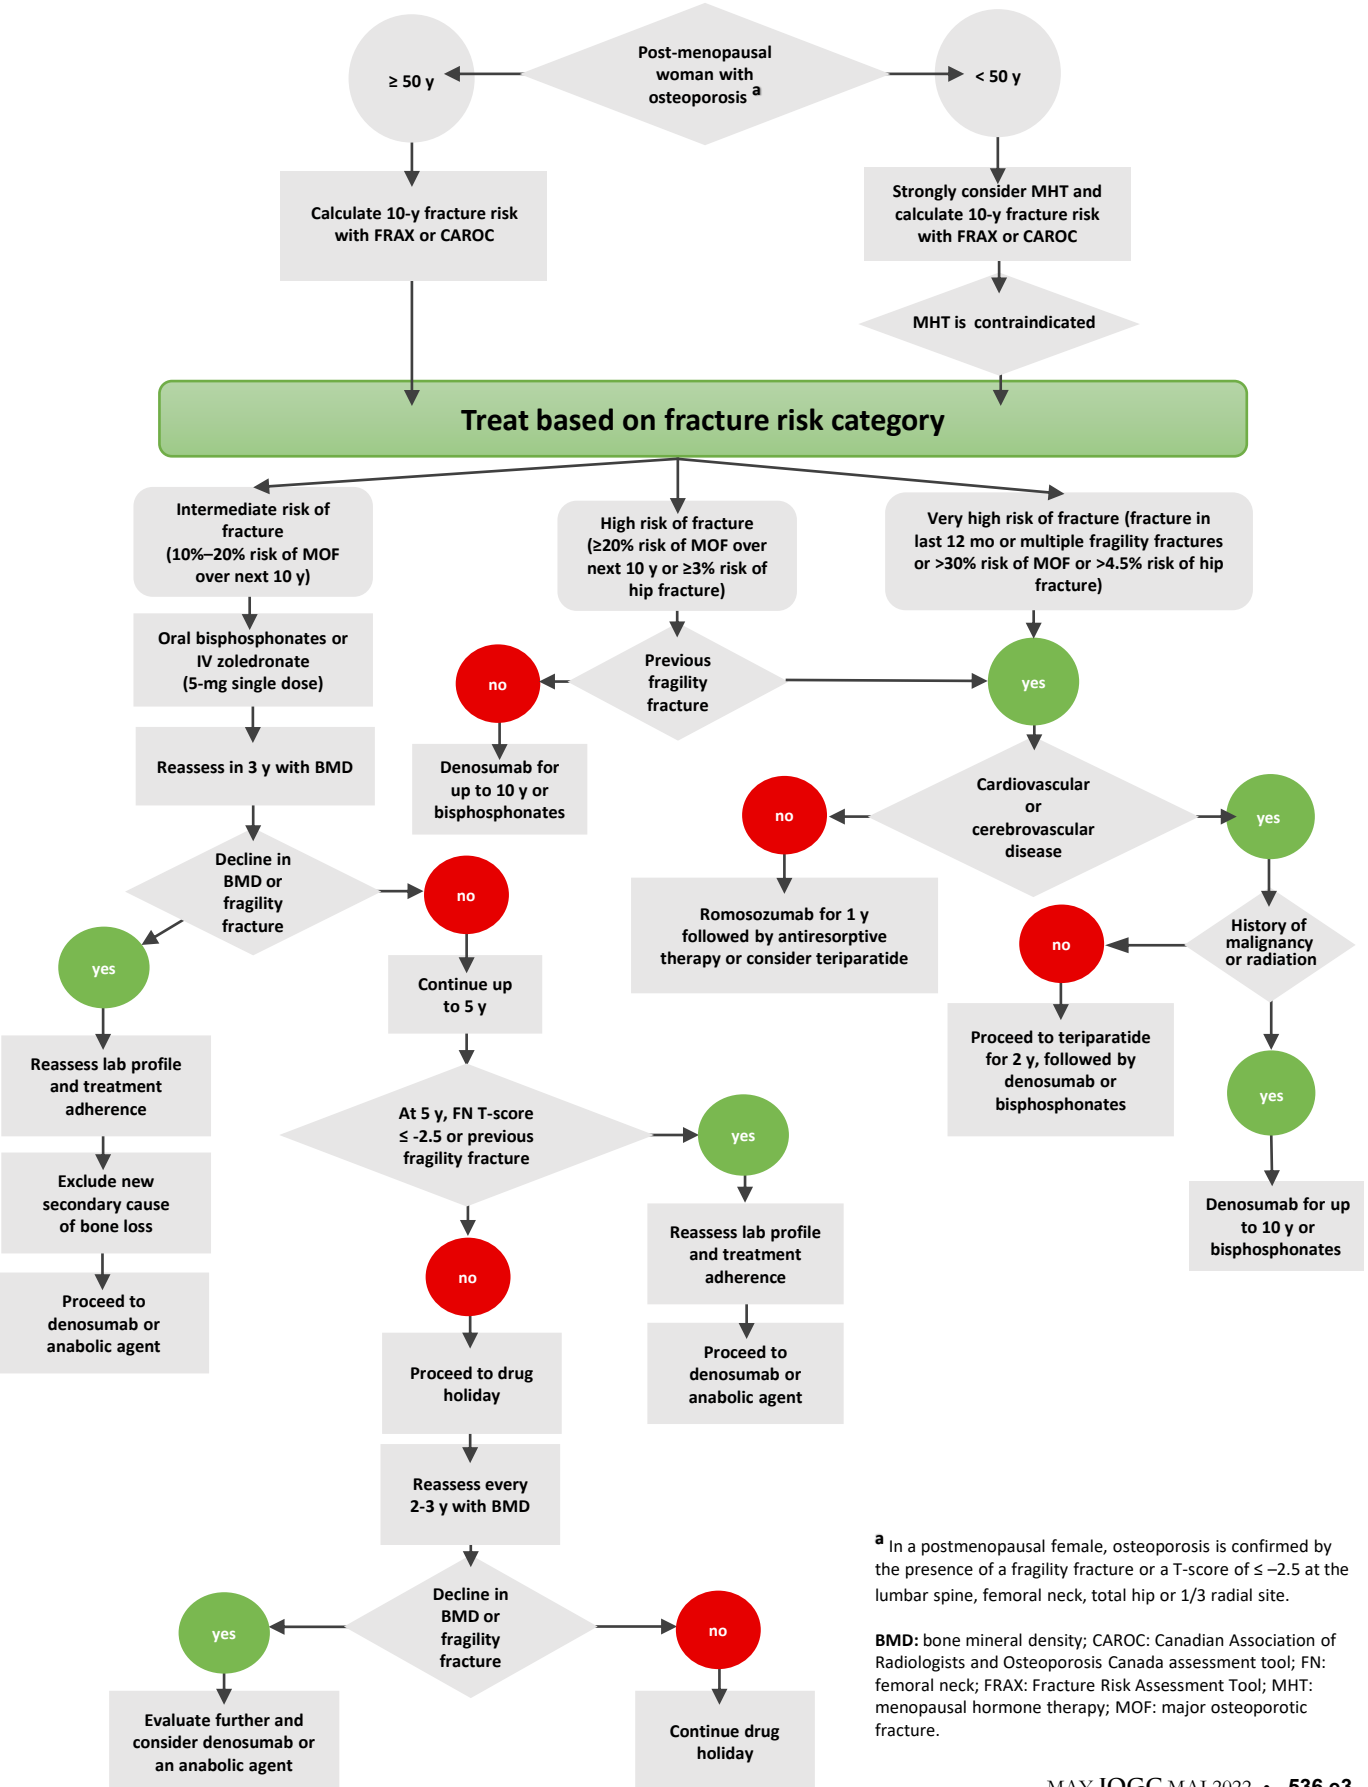 Post-menopausal
woman with
osteoporosis a
≥ 50 y
< 50 y
Calculate 10-y fracture risk
with FRAX or CAROC
Strongly consider MHT and
calculate 10-y fracture risk
with FRAX or CAROC
MHT is contraindicated
Treat based on fracture risk category
Intermediate risk of
fracture
(10%–20% risk of MOF
over next 10 y)
High risk of fracture
(≥20% risk of MOF over
next 10 y or ≥3% risk of
hip fracture)
Very high risk of fracture (fracture in
last 12 mo or multiple fragility fractures
or >30% risk of MOF or >4.5% risk of hip
fracture)
Oral bisphosphonates or
IV zoledronate
(5-mg single dose)
no
Previous
fragility
fracture
yes
Reassess in 3 y with BMD
Denosumab for
up to 10 y or
bisphosphonates
no
Cardiovascular
or
cerebrovascular
disease
yes
Decline in
BMD or
fragility
fracture
no
Romosozumab for 1 y
followed by antiresorptive
therapy or consider teriparatide
no
History of
malignancy
or radiation
yes
Continue up
to 5 y
Proceed to teriparatide
for 2 y, followed by
denosumab or
bisphosphonates
yes
Reassess lab profile
and treatment
adherence
At 5 y, FN T-score
≤ -2.5 or previous
fragility fracture
yes
Exclude new
secondary cause
of bone loss
Denosumab for up
to 10 y or
bisphosphonates
no
Reassess lab profile
and treatment
adherence
Proceed to
denosumab or
anabolic agent
Proceed to drug
holiday
Proceed to
denosumab or
anabolic agent
Reassess every
2-3 y with BMD
Decline in
BMD or
fragility
fracture
yes
no
Evaluate further and
consider denosumab or
an anabolic agent
Continue drug
holiday
a In a postmenopausal female, osteoporosis is confirmed by
the presence of a fragility fracture or a T-score of ≤ –2.5 at the
lumbar spine, femoral neck, total hip or 1/3 radial site.
BMD: bone mineral density; CAROC: Canadian Association of
Radiologists and Osteoporosis Canada assessment tool; FN:
femoral neck; FRAX: Fracture Risk Assessment Tool; MHT:
menopausal hormone therapy; MOF: major osteoporotic
fracture.
MAY JOGC MAI 2022 • 536.e3